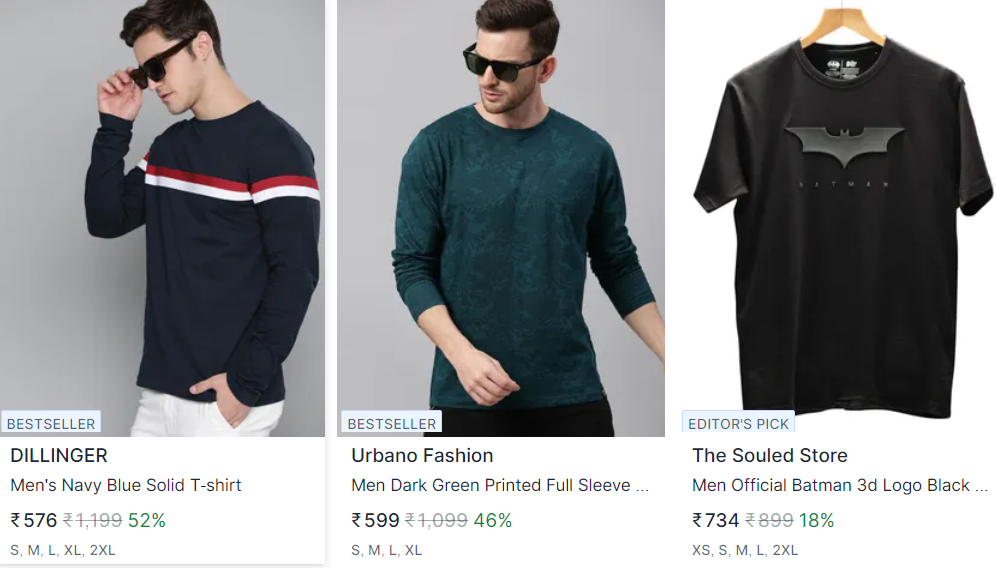 BATMAN
BESTSELLER
DILLINGER
Men's Navy Blue Solid T-shirt
₹576 ₹1,199 52%
S, M, L, XL, 2XL
BESTSELLER
Urbano Fashion
Men Dark Green Printed Full Sleeve ...
₹599 ₹1,099 46%
S, M, L, XL
EDITOR'S PICK
The Souled Store
Men Official Batman 3d Logo Black ...
₹734 ₹899 18%
XS, S, M, L, 2XL